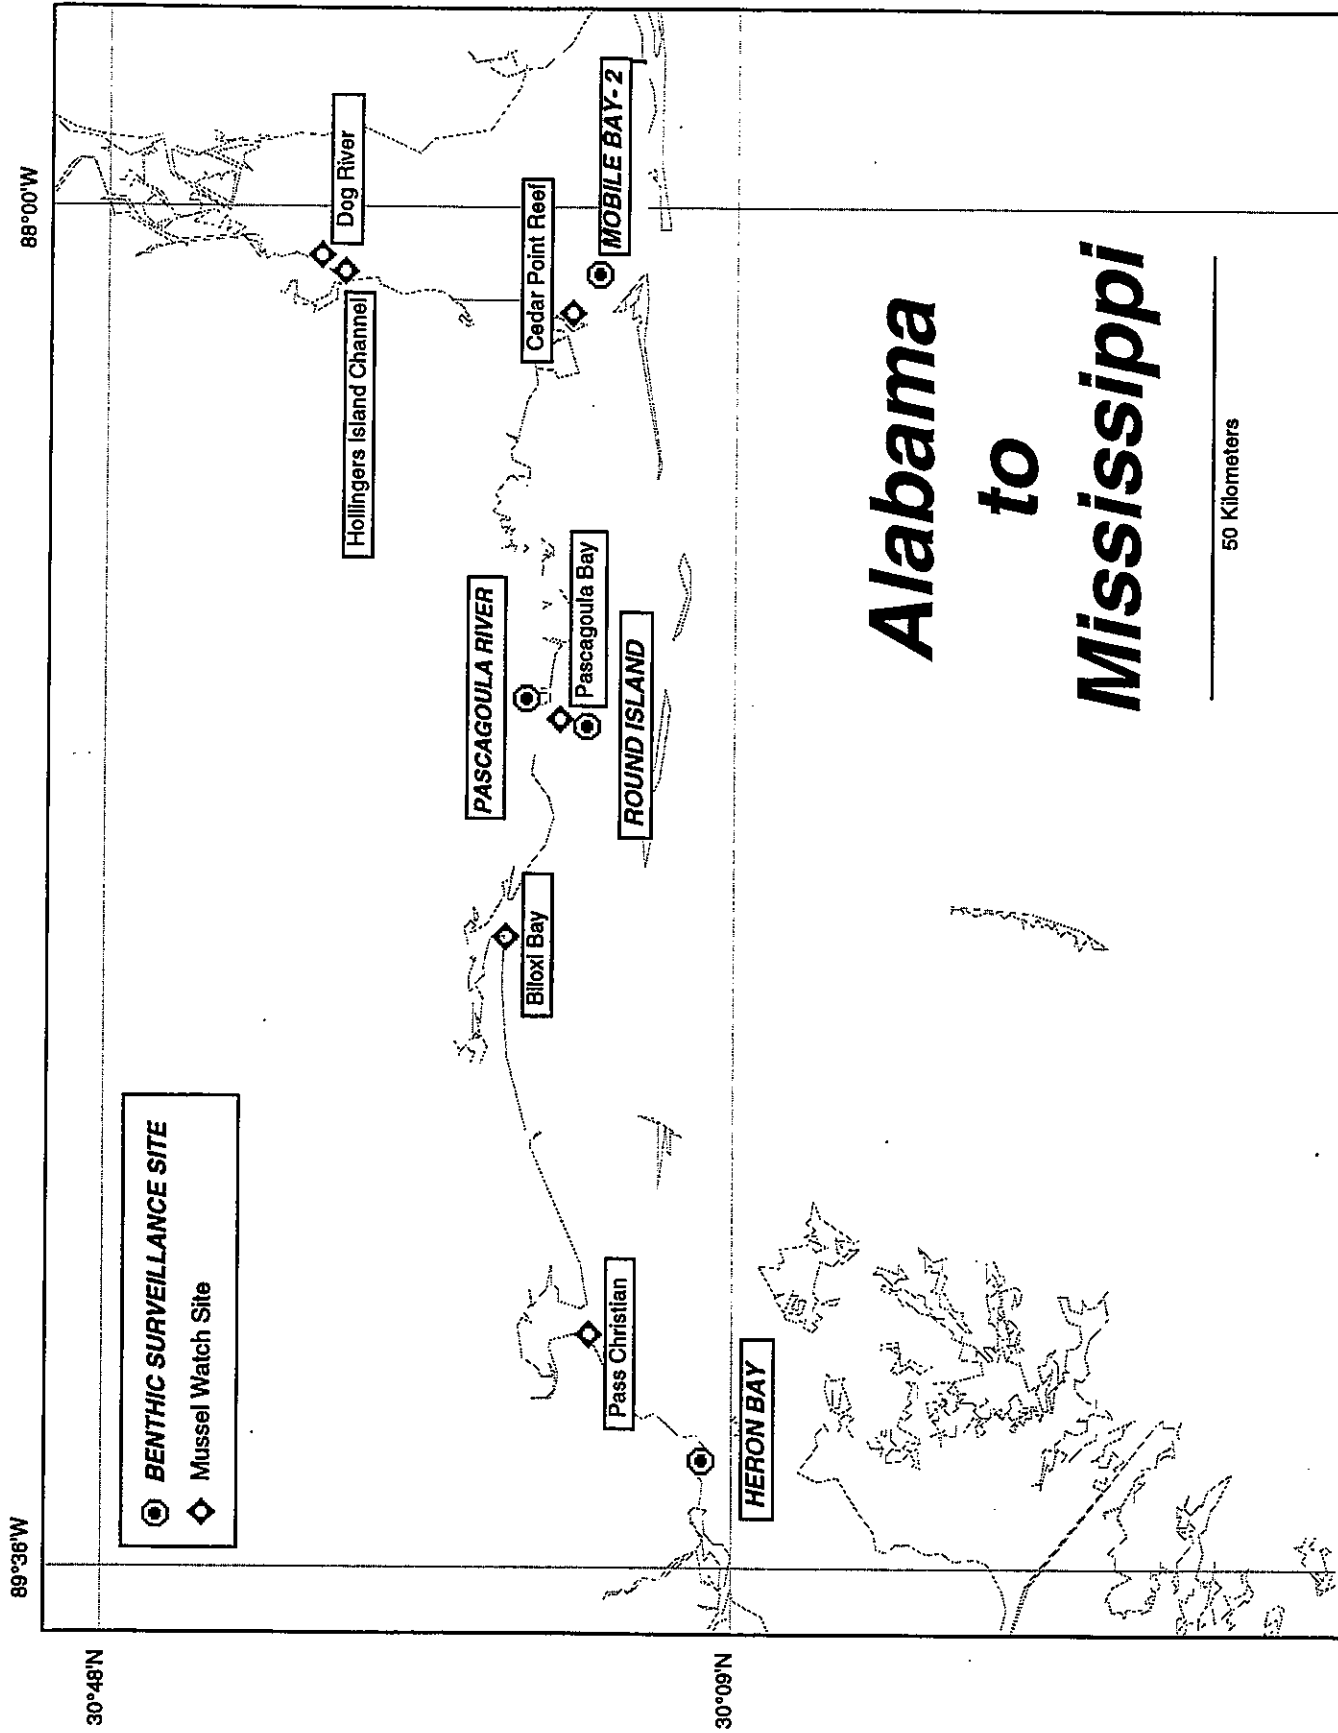 89°36'W
88°00'W
30°48'N
BENTHIC SURVEILLANCE SITE
Mussel Watch Site
Dog River
Hollingers Island Channel
PASCAGOULA RIVER
Cedar Point Reef
Biloxi Bay
Pascagoula Bay
MOBILE BAY- 2
Pass Christian
ROUND ISLAND
30°09'N
HERON BAY
Alabama
to
Mississippi
50 Kilometers